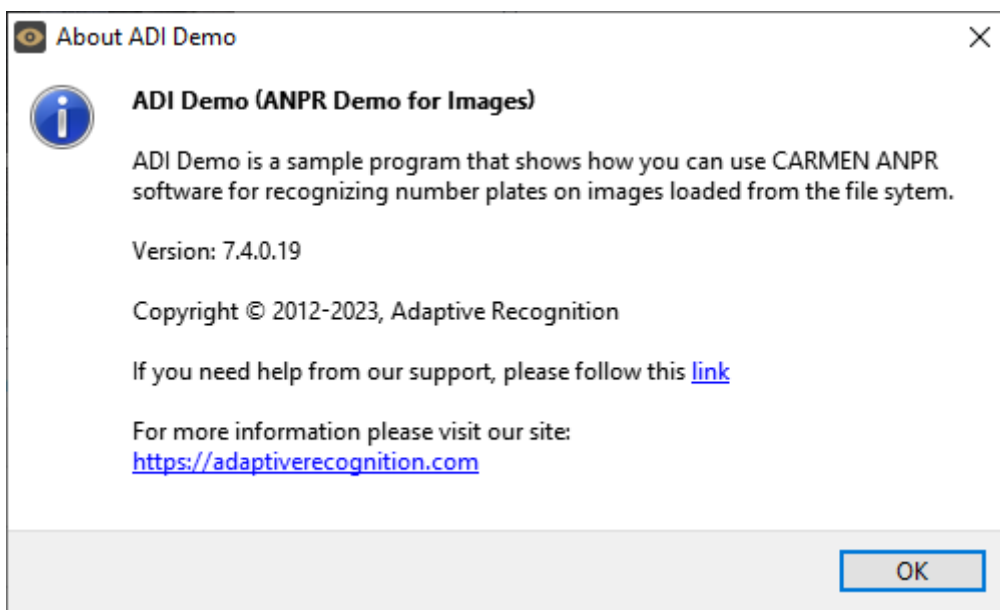 About ADI Demo
ADI Demo (ANPR Demo for Images)
ADI Demo is a sample program that shows how you can use CARMEN ANPR
software for recognizing number plates on images loaded from the file sytem.
Version: 7.4.0.19
Copyright © 2012-2023, Adaptive Recognition
If you need help from our support, please follow this link
For more information please visit our site:
https://adaptiverecognition.com
OK